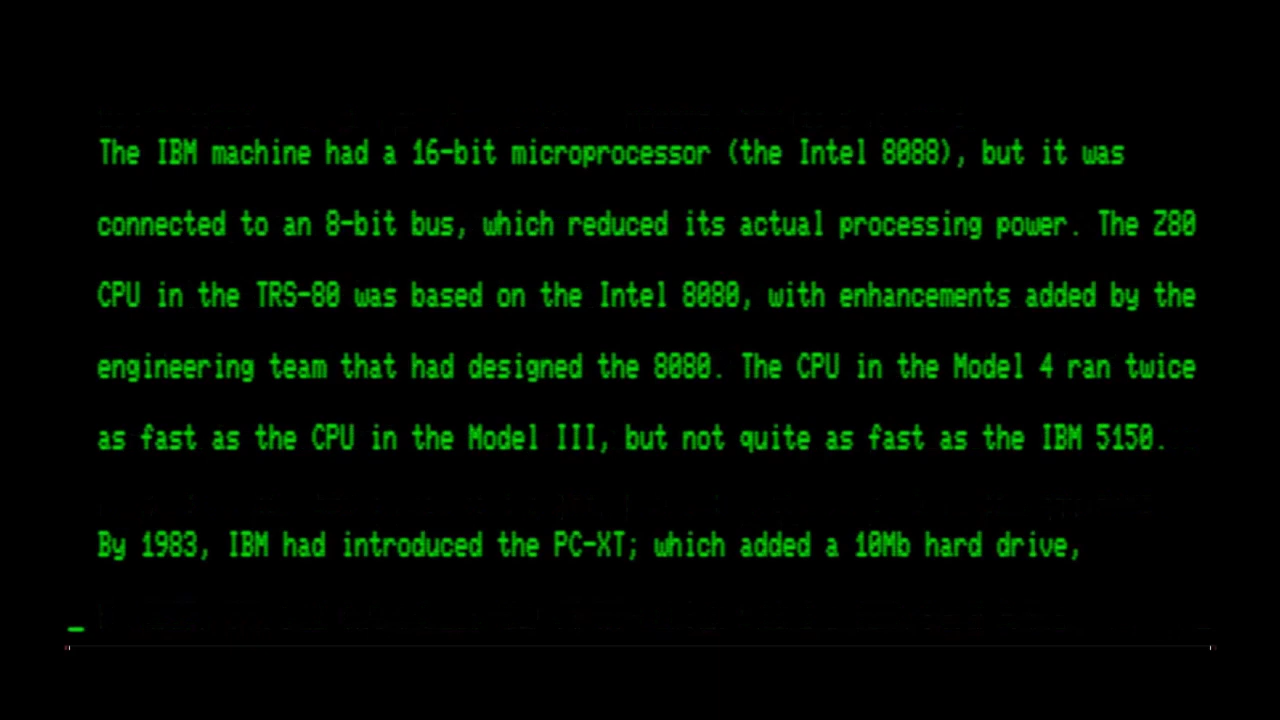 The IBM machine had a 16-bit microprocessor (the Intel 8088), but it was
connected to an 8-bit bus, which reduced its actual processing power. The Z80
CPU in the TRS-80 was based on the Intel 8080, with enhancements added by the
engineering team that had designed the 8080. The CPU in the Model 4 ran twice
as fast as the CPU in the Model III, but not quite as fast as the IBM 5150.
By 1983, IBM had introduced the PC-XT; which added a 10Mb hard drive,